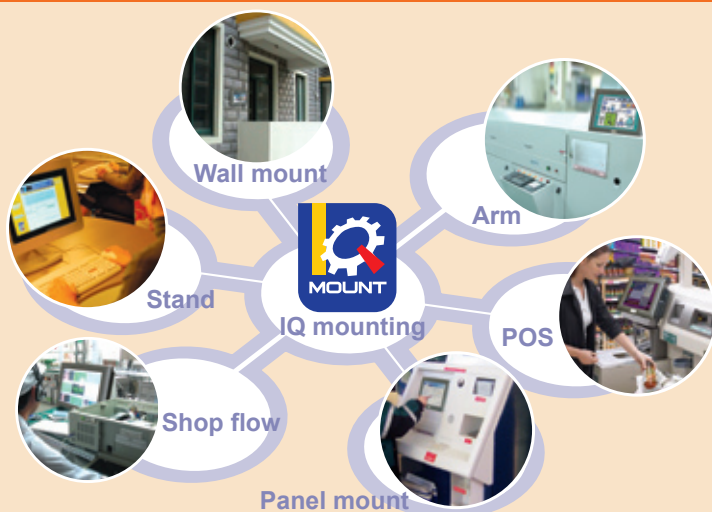 Wall mount
Arm
Stand
MOUNT
IQ mounting
POS
Shop flow
Panel mount